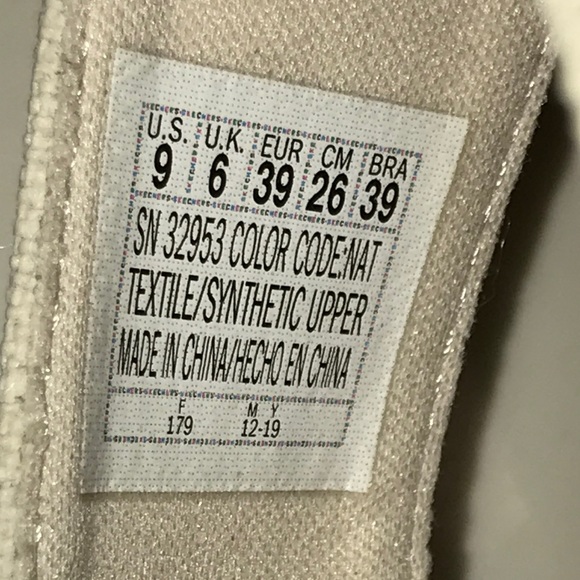 U.S. U.K. EUR CM BRA
9 6 39 26 39
SN 32953 COLOR CODE:NAT
TEXTILE/SYNTHETIC UPPER
MADE IN CHINA/HECHO EN CHINA
F M Y
179 12-19